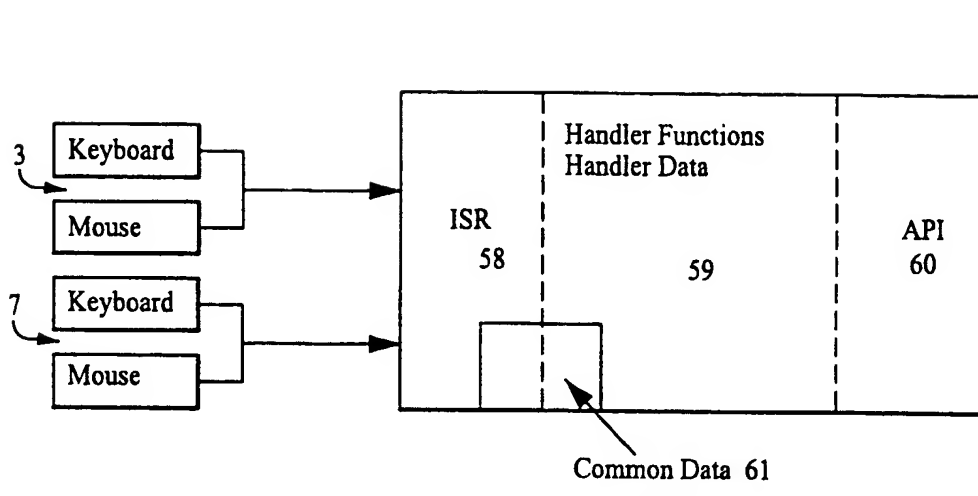 3
Keyboard
Mouse
7
Keyboard
Mouse
ISR
58
Handler Functions
Handler Data
59
API
60
Common Data 61